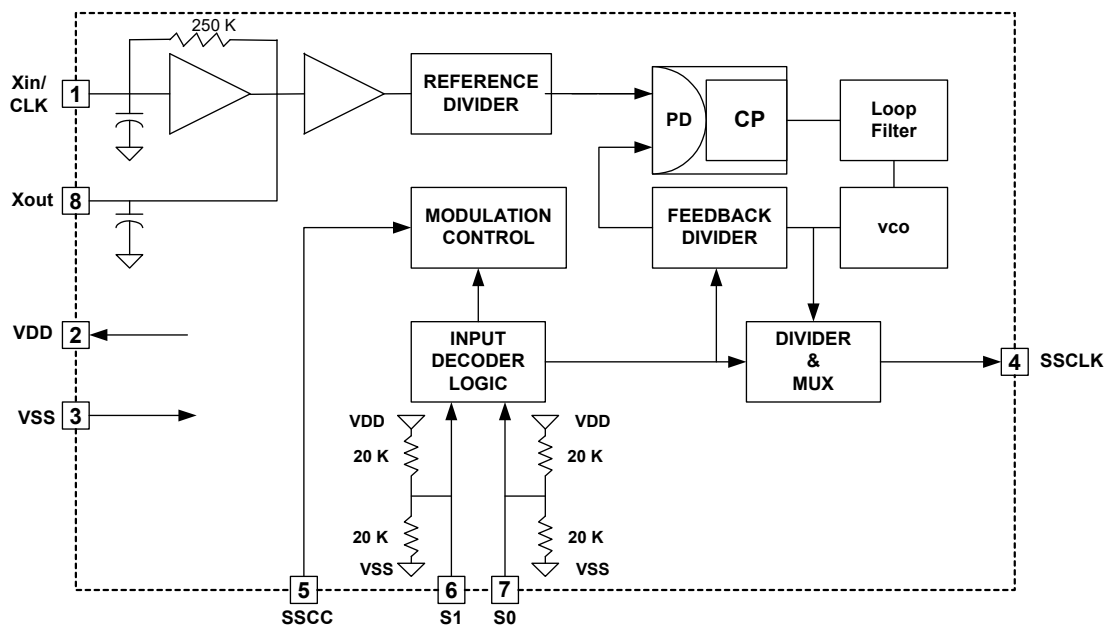 250 K
Xin/
CLK
1
REFERENCE
DIVIDER
PD
CP
Loop
Filter
Xout
8
MODULATION
CONTROL
FEEDBACK
DIVIDER
vco
VDD
2
INPUT
DECODER
LOGIC
DIVIDER
&
MUX
4
SSCLK
VSS
3
VDD
VDD
20 K
20 K
20 K
20 K
VSS
VSS
5
6
7
SSCC
S1
S0